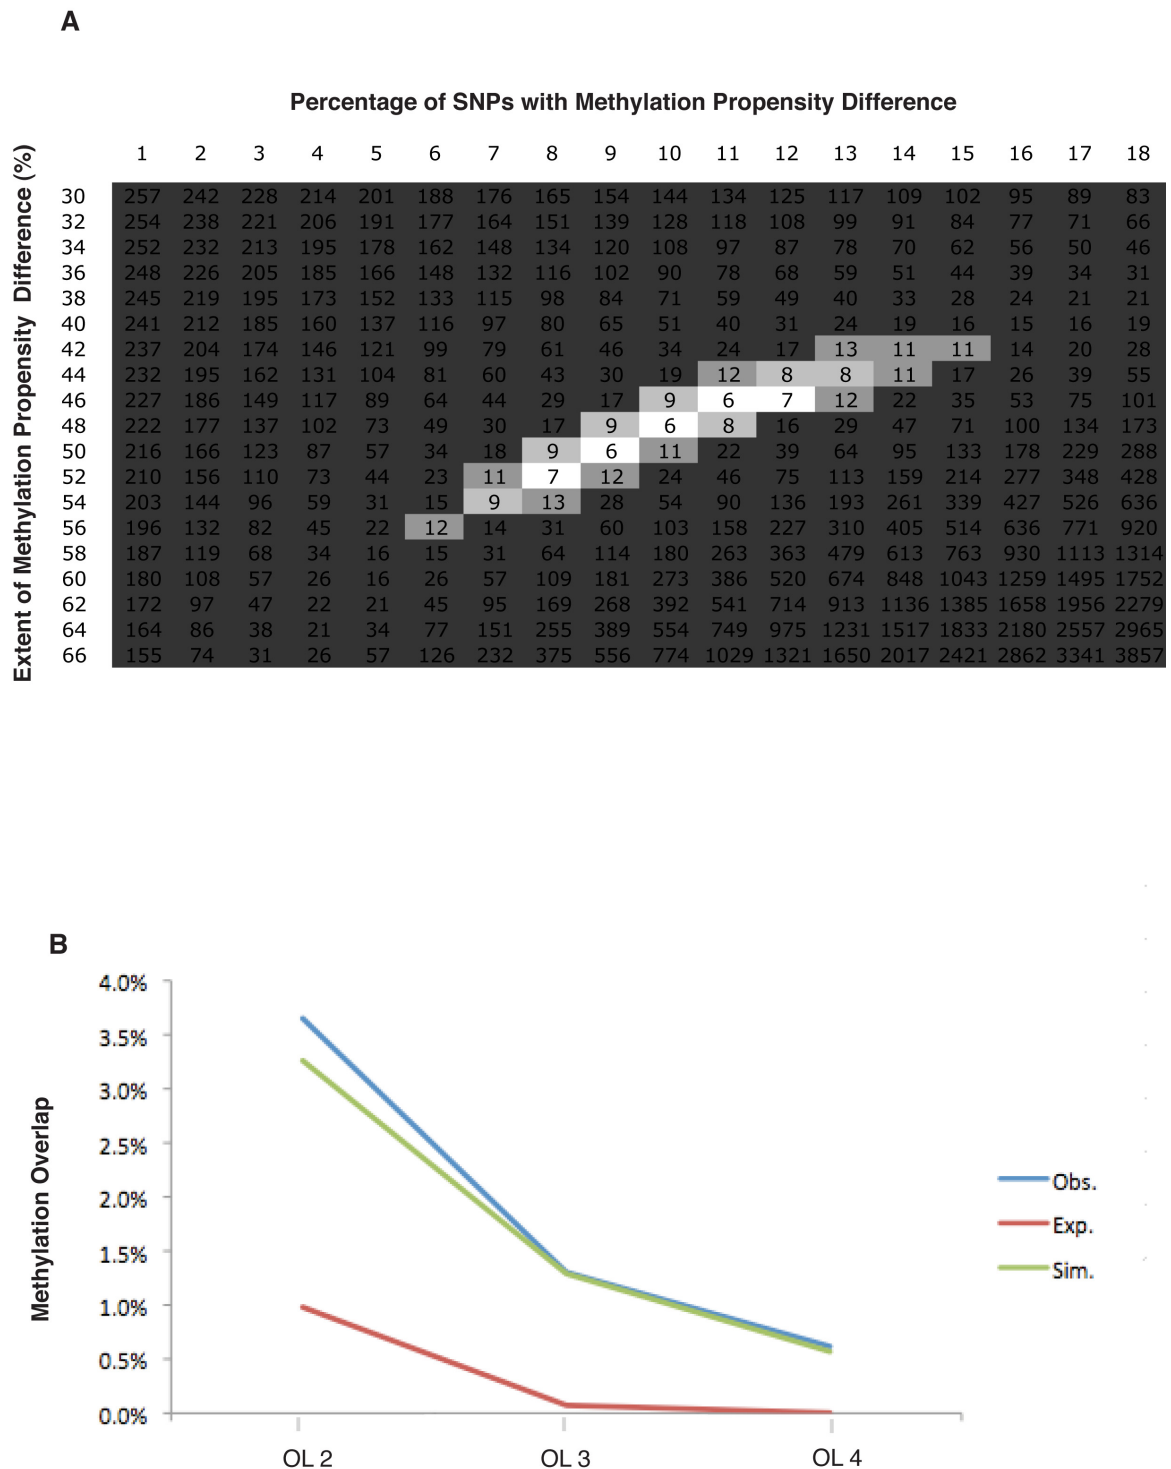 A
Percentage of SNPs with Methylation Propensity Difference
Extent of Methylation Propensity Difference (%)
1 2 3 4 5 6 7 8 9 10 11 12 13 14 15 16 17 18
30 257 242 228 214 201 188 176 165 154 144 134 125 117 109 102 95 89 83
32 254 238 221 206 191 177 164 151 139 128 118 108 99 91 84 77 71 66
34 252 232 213 195 178 162 148 134 120 108 97 87 78 70 62 56 50 46
36 248 226 205 185 166 148 132 116 102 90 78 68 59 51 44 39 34 31
38 245 219 195 173 152 133 115 98 84 71 59 49 40 33 28 24 21 21
40 241 212 185 160 137 116 97 80 65 51 40 31 24 19 16 15 16 19
42 237 204 174 146 121 99 79 61 46 34 24 17 13 11 11 14 20 28
44 232 195 162 131 104 81 60 43 30 19 12 8 8 11 17 26 39 55
46 227 186 149 117 89 64 44 29 17 9 6 7 12 22 35 53 75 101
48 222 177 137 102 73 49 30 17 9 6 8 16 29 47 71 100 134 173
50 216 166 123 87 57 34 18 9 6 11 22 39 64 95 133 178 229 288
52 210 156 110 73 44 23 11 7 12 24 46 75 113 159 214 277 348 428
54 203 144 96 59 31 15 9 13 28 54 90 136 193 261 339 427 526 636
56 196 132 82 45 22 12 14 31 60 103 158 227 310 405 514 636 771 920
58 187 119 68 34 16 15 31 64 114 180 263 363 479 613 763 930 1113 1314
60 180 108 57 26 16 26 57 109 181 273 386 520 674 848 1043 1259 1495 1752
62 172 97 47 22 21 45 95 169 268 392 541 714 913 1136 1385 1658 1956 2279
64 164 86 38 21 34 77 151 255 389 554 749 975 1231 1517 1833 2180 2557 2965
66 155 74 31 26 57 126 232 375 556 774 1029 1321 1650 2017 2421 2862 3341 3857
B
Methylation Overlap
4.0%
3.5%
3.0%
2.5%
2.0%
1.5%
1.0%
0.5%
0.0%
OL 2 OL 3 OL 4
Obs.
Exp.
Sim.